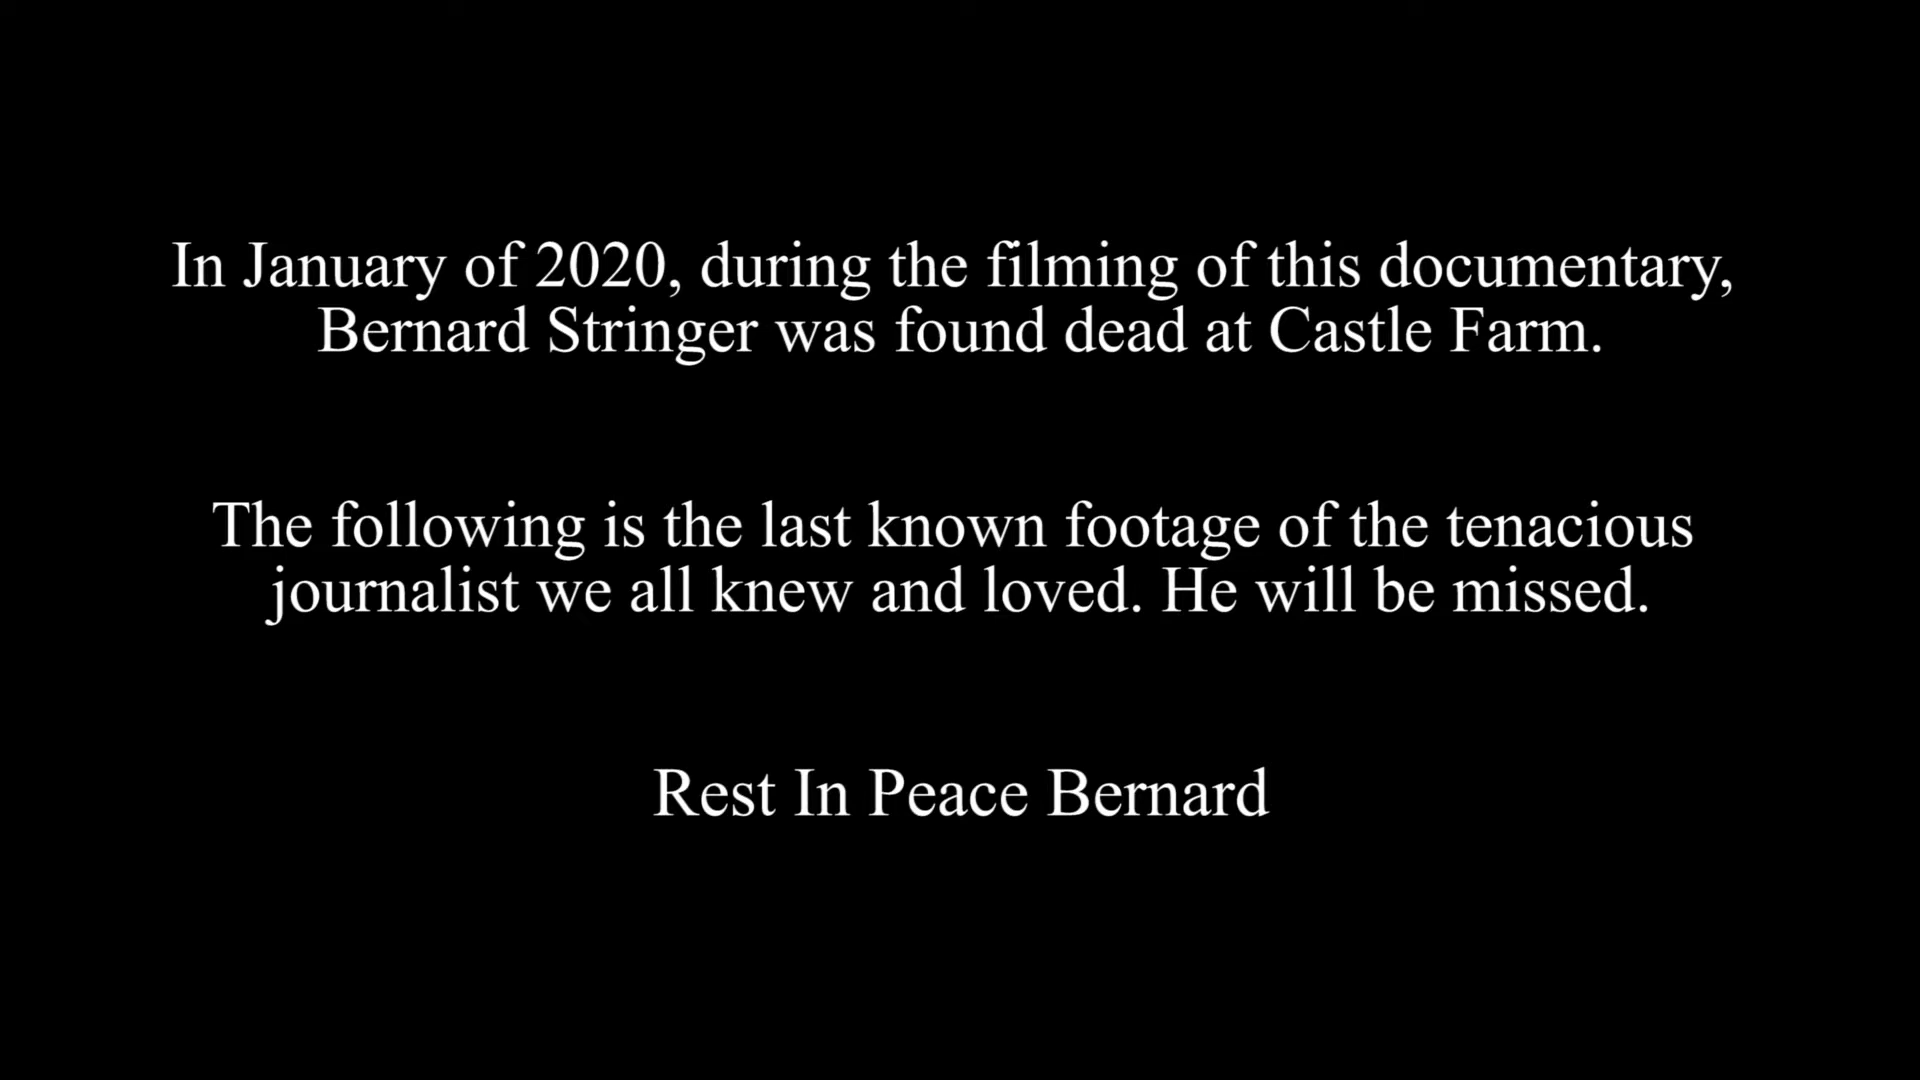 In January of 2020, during the filming of this documentary,
Bernard Stringer was found dead at Castle Farm.
The following is the last known footage of the tenacious
journalist we all knew and loved. He will be missed.
Rest In Peace Bernard